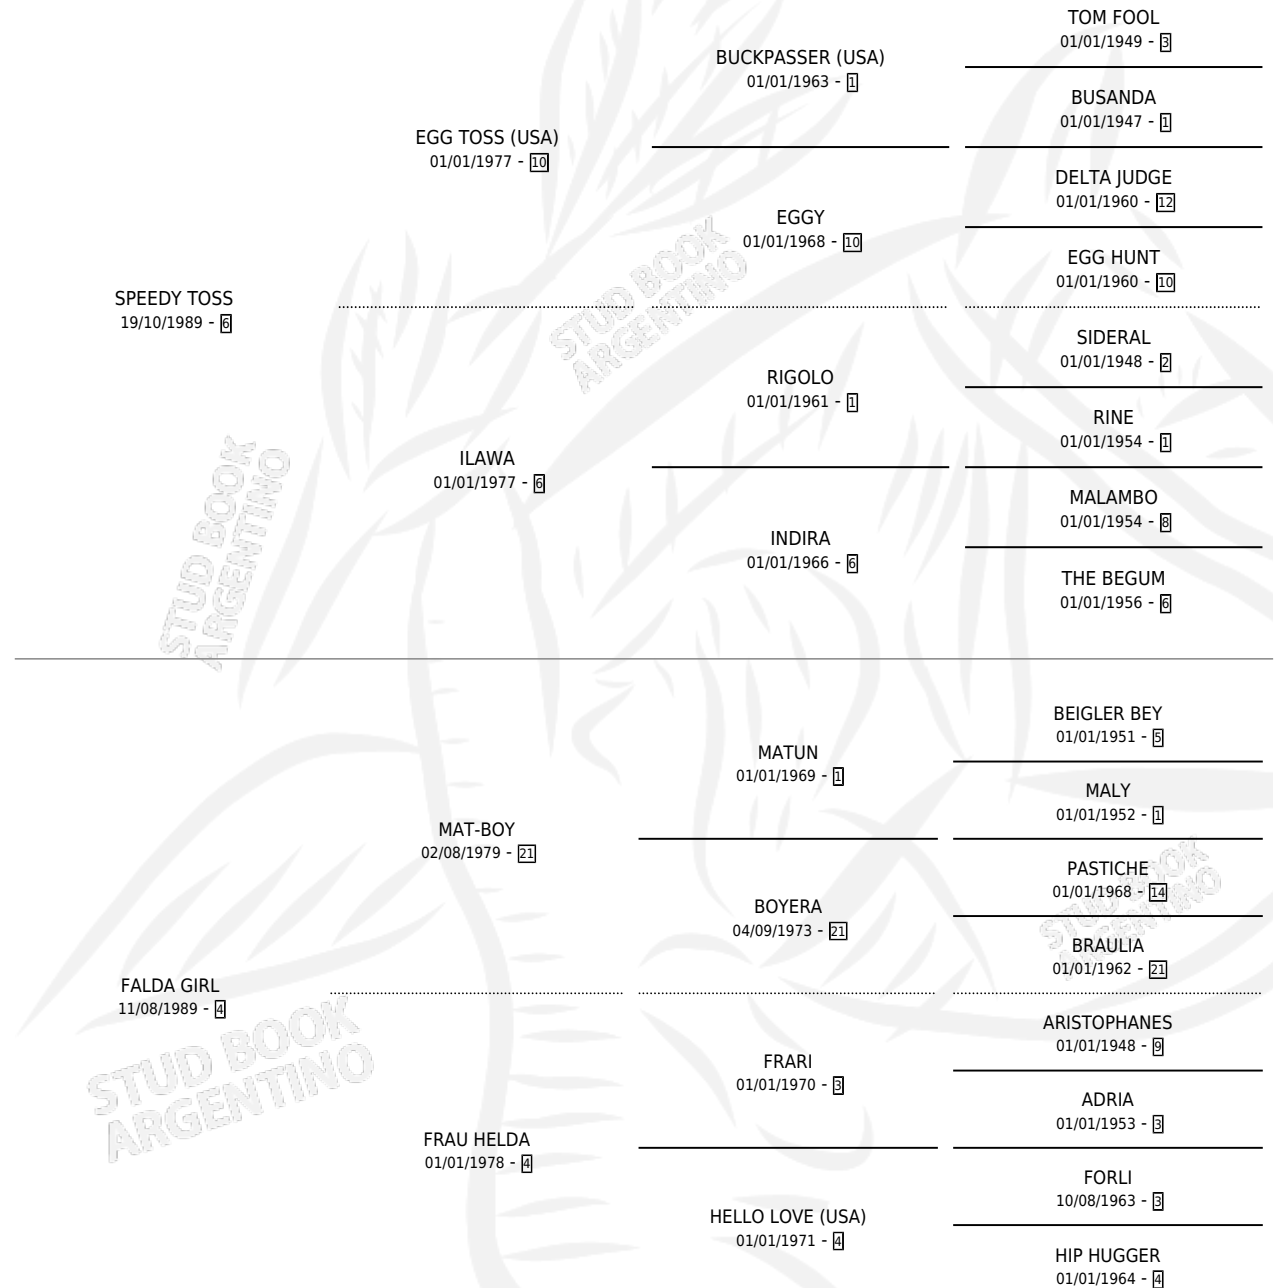 TOM FOOL
01/01/1949 - 3
BUCKPASSER (USA)
01/01/1963 - 1
BUSANDA
01/01/1947 - 1
EGG TOSS (USA)
01/01/1977 - 10
DELTA JUDGE
01/01/1960 - 12
EGGY
01/01/1968 - 10
EGG HUNT
01/01/1960 - 10
SPEEDY TOSS
19/10/1989 - 6
SIDERAL
01/01/1948 - 2
RIGOLO
01/01/1961 - 1
RINE
01/01/1954 - 1
ILAWA
01/01/1977 - 6
MALAMBO
01/01/1954 - 8
INDIRA
01/01/1966 - 6
THE BEGUM
01/01/1956 - 6
BEIGLER BEY
01/01/1951 - 5
MATUN
01/01/1969 - 1
MALY
01/01/1952 - 1
MAT-BOY
02/08/1979 - 21
PASTICHE
01/01/1968 - 14
BOYERA
04/09/1973 - 21
BRAULIA
01/01/1962 - 21
FALDA GIRL
11/08/1989 - 4
ARISTOPHANES
01/01/1948 - 9
FRARI
01/01/1970 - 3
ADRIA
01/01/1953 - 3
FRAU HELDA
01/01/1978 - 4
FORLI
10/08/1963 - 3
HELLO LOVE (USA)
01/01/1971 - 4
HIP HUGGER
01/01/1964 - 4
STUD BOOK
ARGENTINO
STUD BOOK
ARGENTINO
STUD BOOK
ARGENTINO
STUD BOOK
ARGENTINO